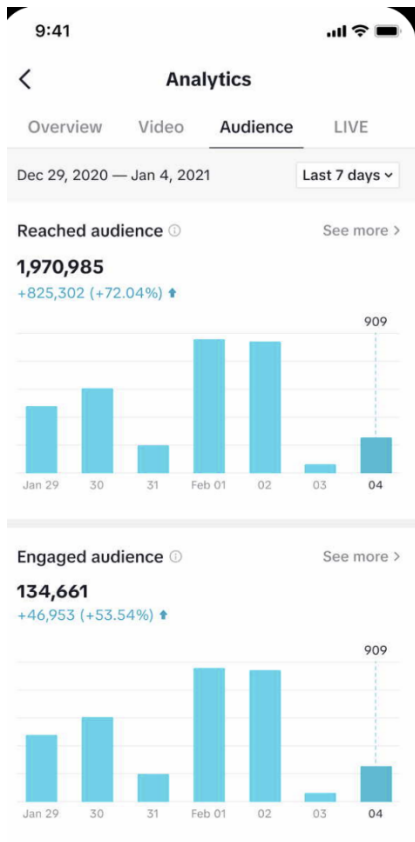 9:41
Analytics
Overview Video Audience LIVE
Dec 29, 2020 — Jan 4, 2021 Last 7 days
Reached audience See more >
1,970,985
+825,302 (+72.04%)
909
Jan 29 30 31 Feb 01 02 03 04
Engaged audience See more >
134,661
+46,953 (+53.54%)
909
Jan 29 30 31 Feb 01 02 03 04